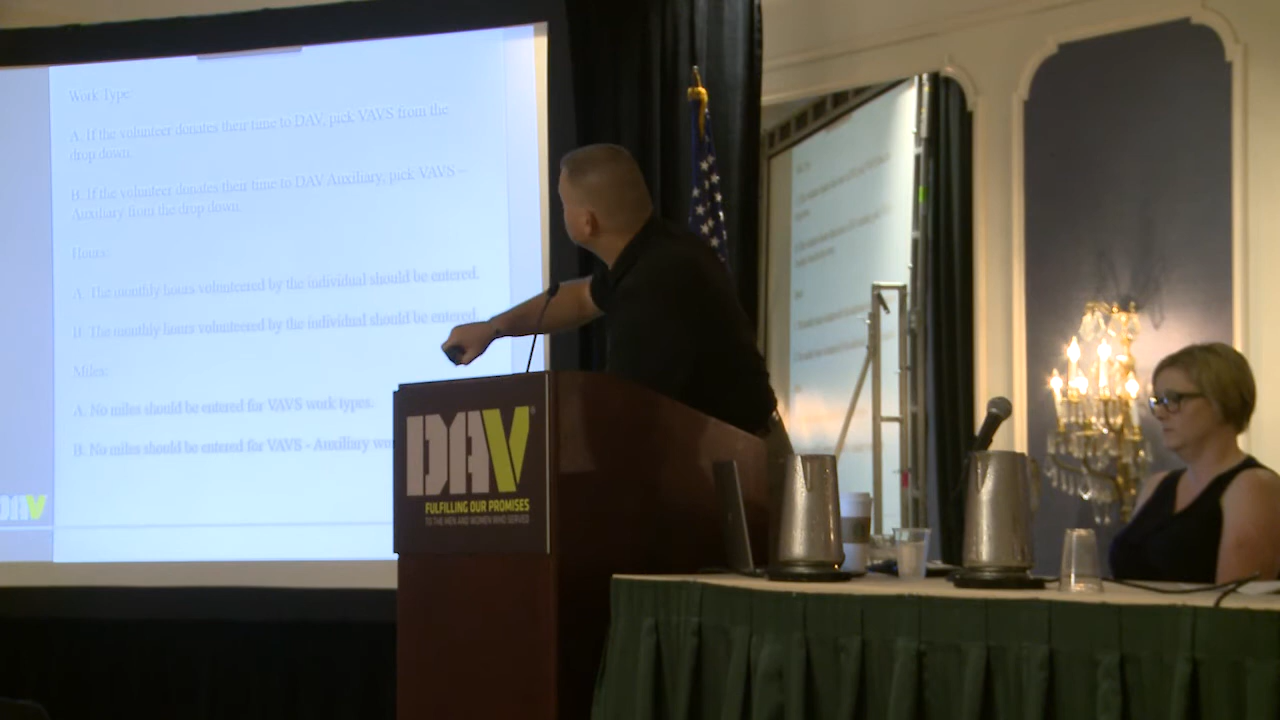 Work Type:
A. If the volunteer donates their time to DAV, pick VAVS from the
drop down.
B. If the volunteer donates their time to DAV Auxiliary, pick VAVS –
Auxiliary from the drop down.
Hours:
A. The monthly hours volunteered by the individual should be entered.
B. The monthly hours volunteered by the individual should be entered.
Miles:
A. No miles should be entered for VAVS work types.
B. No miles should be entered for VAVS - Auxiliary
DAV
FULFILLING OUR PROMISES
TO THE MEN AND WOMEN WHO SERVED